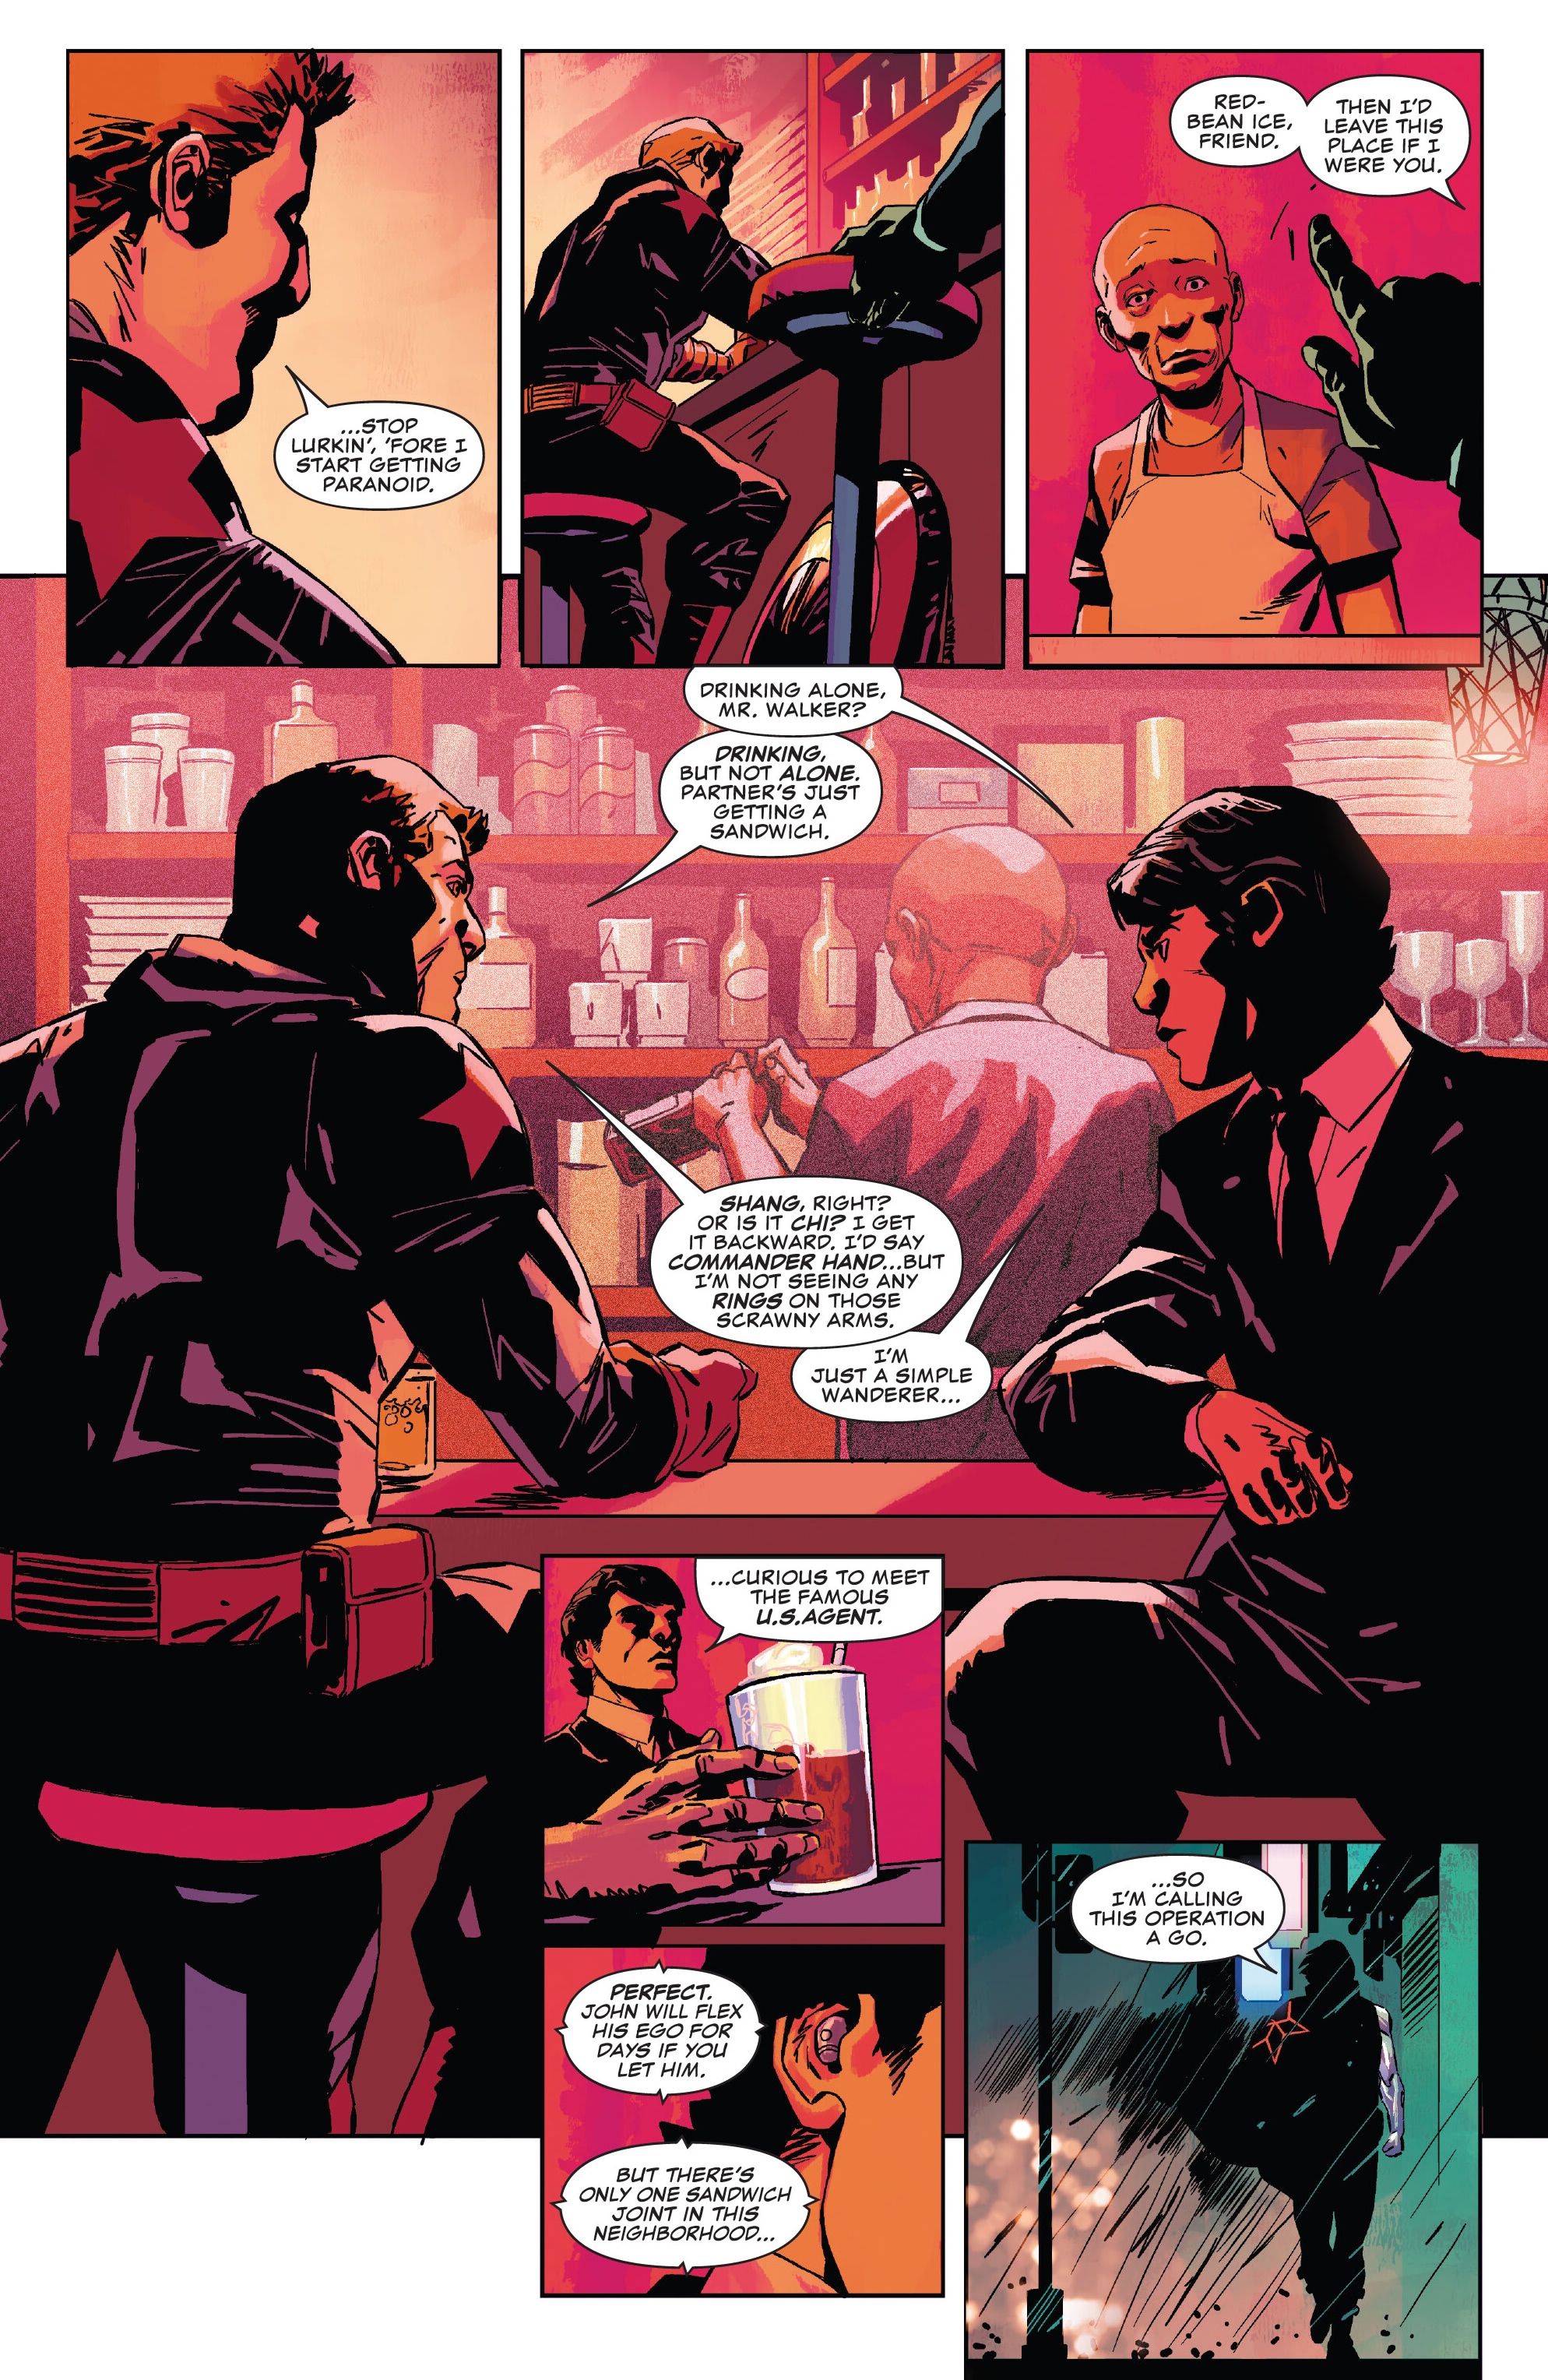 ...STOP
LURKIN', 'FORE I
START GETTING
PARANOID.
RED-
BEAN ICE,
FRIEND.
THEN I'D
LEAVE THIS
PLACE IF I
WERE YOU.
DRINKING ALONE,
MR. WALKER?
DRINKING,
BUT NOT ALONE.
PARTNER'S JUST
GETTING A
SANDWICH.
SHANG, RIGHT?
OR IS IT CHI? I GET
IT BACKWARD. I'D SAY
COMMANDER HAND...BUT
I'M NOT SEEING ANY
RINGS ON THOSE
SCRAWNY ARMS.
I'M
JUST A SIMPLE
WANDERER...
...CURIOUS TO MEET
THE FAMOUS
U.S.AGENT.
PERFECT.
JOHN WILL FLEX
HIS EGO FOR
DAYS IF YOU
LET HIM.
BUT THERE'S
ONLY ONE SANDWICH
JOINT IN THIS
NEIGHBORHOOD...
...SO
I'M CALLING
THIS OPERATION
A GO.